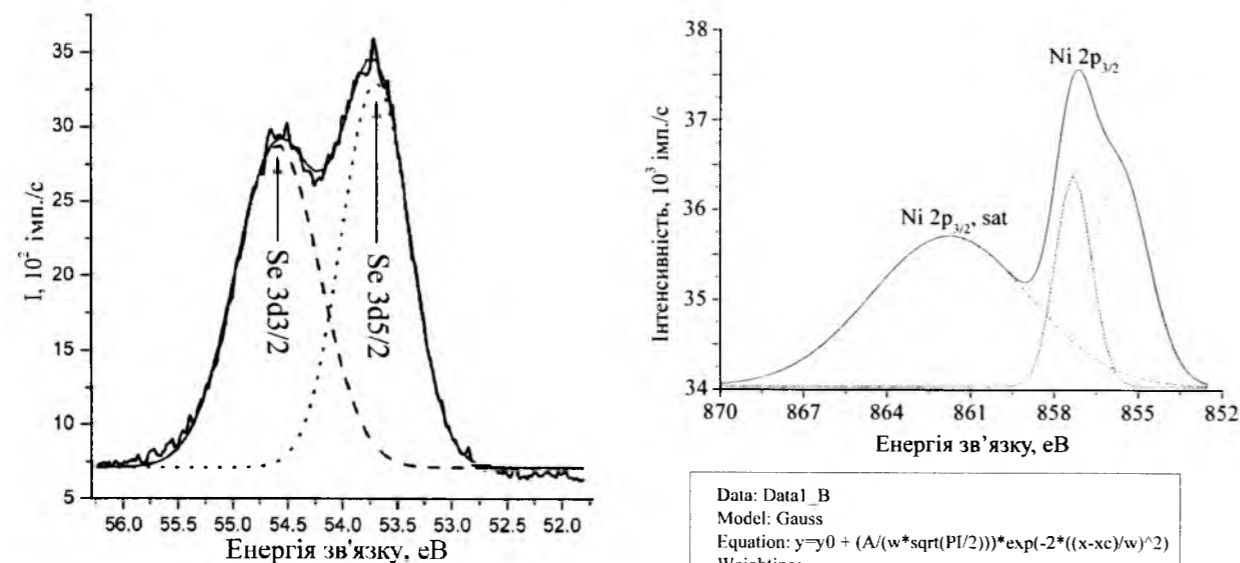 I, 10² імп./с
35
30
25
20
15
10
5
56.0 55.5 55.0 54.5 54.0 53.5 53.0 52.5 52.0
Енергія зв'язку, еВ
Se 3d3/2
Se 3d5/2
Інтенсивність, 10³ імп./с
38
37
36
35
34
870 867 864 861 858 855 852
Енергія зв'язку, еВ
Ni 2p₃/₂
Ni 2p₃/₂, sat
Data: Data1_B
Model: Gauss
Equation: y=y0 + (A/(w*sqrt(PI/2)))*exp(-2*((x-xc)/w)^2)